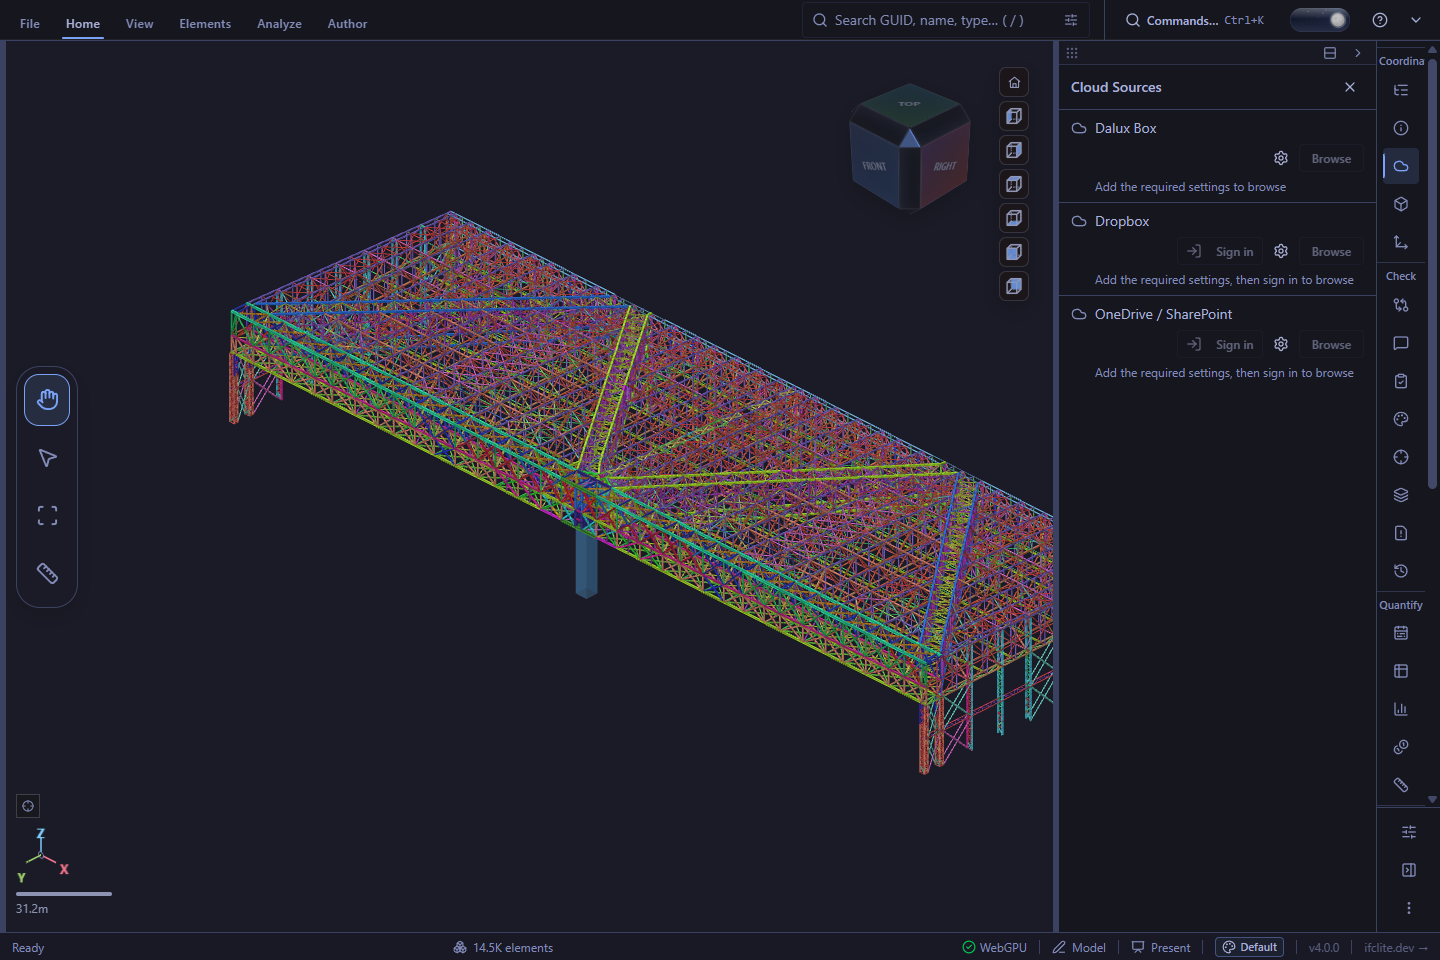 File Home View Elements Analyze Author
Search GUID, name, type... ( / )
Commands... Ctrl+K
TOP
FRONT
RIGHT
Cloud Sources
Dalux Box
Browse
Add the required settings to browse
Dropbox
Sign in Browse
Add the required settings, then sign in to browse
OneDrive / SharePoint
Sign in Browse
Add the required settings, then sign in to browse
Coordina
Check
Quantify
Z
X
Y
31.2m
Ready 14.5K elements WebGPU Model Present Default v4.0.0 ifclite.dev →